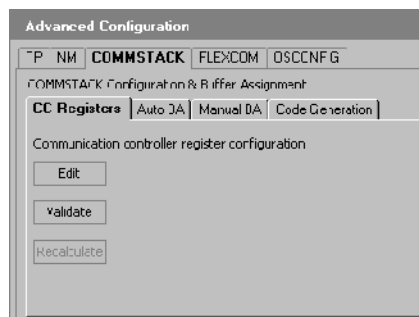 Advanced Configuration
TP NM COMMSTACK FLEXCOM OSCCNFG
COMMSTACK Configuration & Buffer Assignment
CC Registers Auto BA Manual BA Code Generation
Communication controller register configuration
Edit
Validate
Recalculate